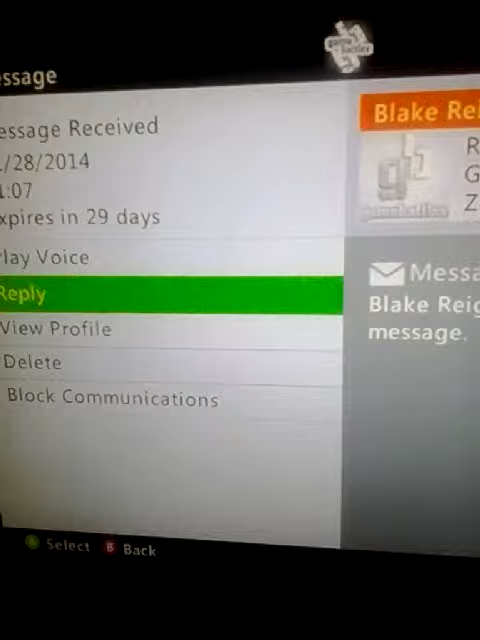 essage
essage Received
/28/2014
1:07
xpires in 29 days
lay Voice
Reply
View Profile
Delete
Block Communications
A Select B Back
Blake Rei
R
G
Z
Messa
Blake Reig
message.